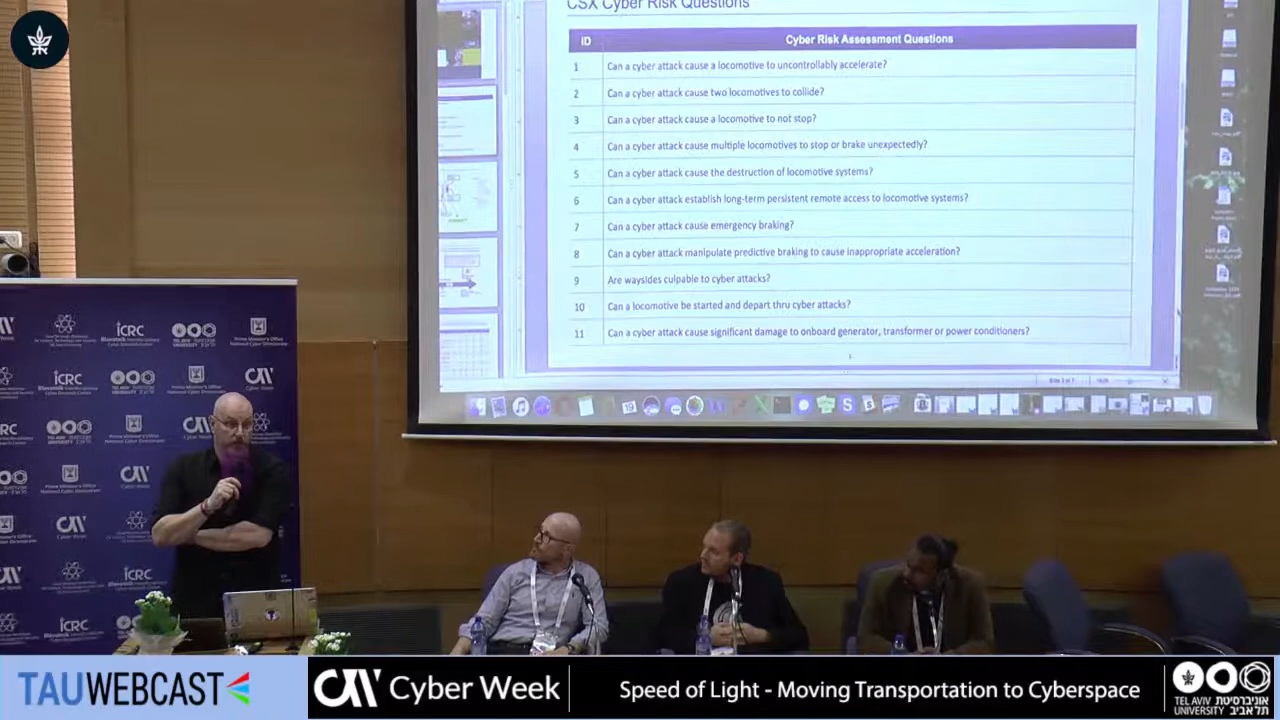 CSX Cyber Risk Questions
ID Cyber Risk Assessment Questions
1 Can a cyber attack cause a locomotive to uncontrollably accelerate?
2 Can a cyber attack cause two locomotives to collide?
3 Can a cyber attack cause a locomotive to not stop?
4 Can a cyber attack cause multiple locomotives to stop or brake unexpectedly?
5 Can a cyber attack cause the destruction of locomotive systems?
6 Can a cyber attack establish long-term persistent remote access to locomotive systems?
7 Can a cyber attack cause emergency braking?
8 Can a cyber attack manipulate predictive braking to cause inappropriate acceleration?
9 Are waysides culpable to cyber attacks?
10 Can a locomotive be started and depart thru cyber attacks?
11 Can a cyber attack cause significant damage to onboard generator, transformer or power conditioners?
ICRC
Prime Minister's Office
National Cyber Directorate
Cyber Week
TAUWEBCAST
Cyber Week
Speed of Light - Moving Transportation to Cyberspace
TEL AVIV אוניברסיטת
UNIVERSITY תל אביב